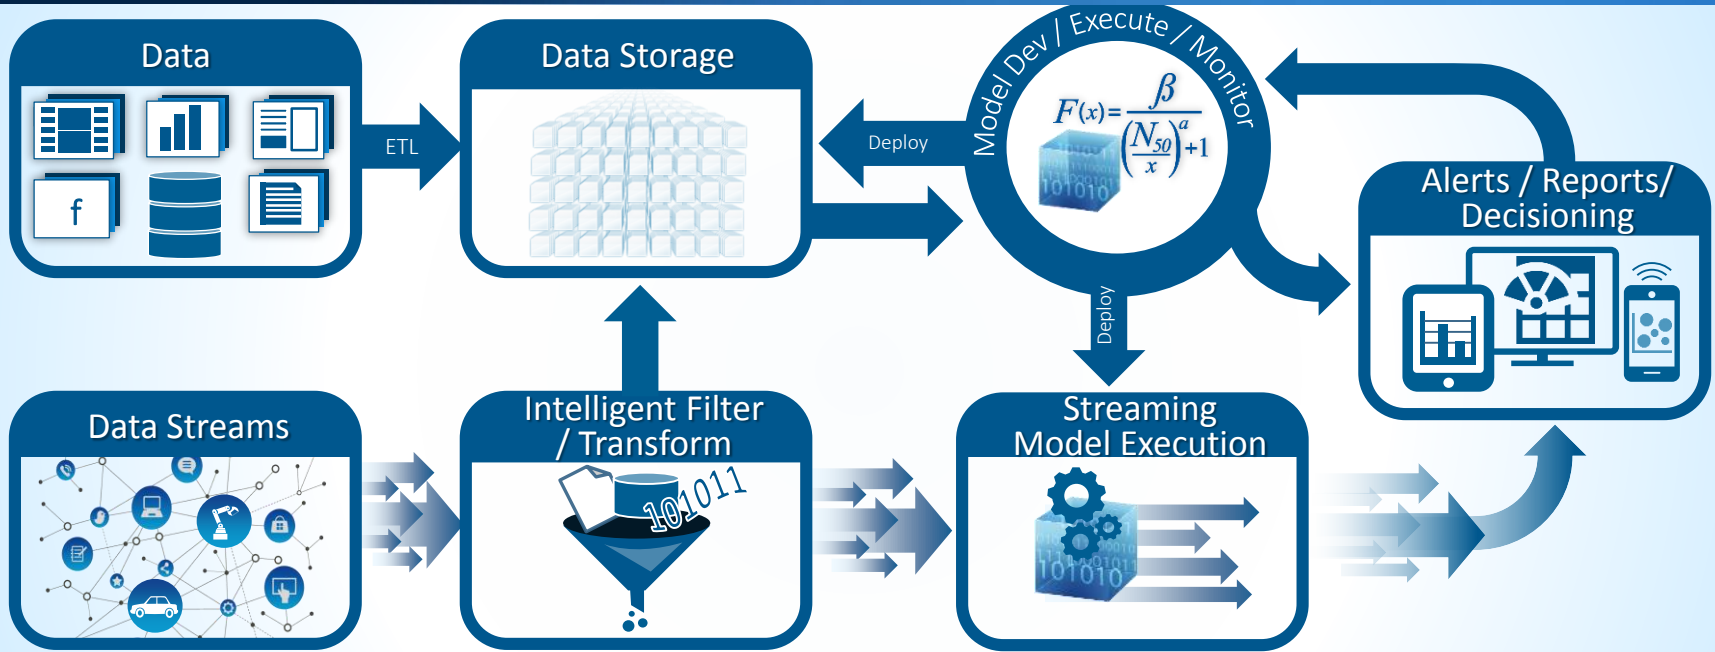 Data
f
ETL
Data Storage
Deploy
Model Dev / Execute / Monitor
F(x)=β/((N50/x)^a+1)
101010
Deploy
Alerts / Reports/
Decisioning
Data Streams
Intelligent Filter
/ Transform
101011
Streaming
Model Execution
101010